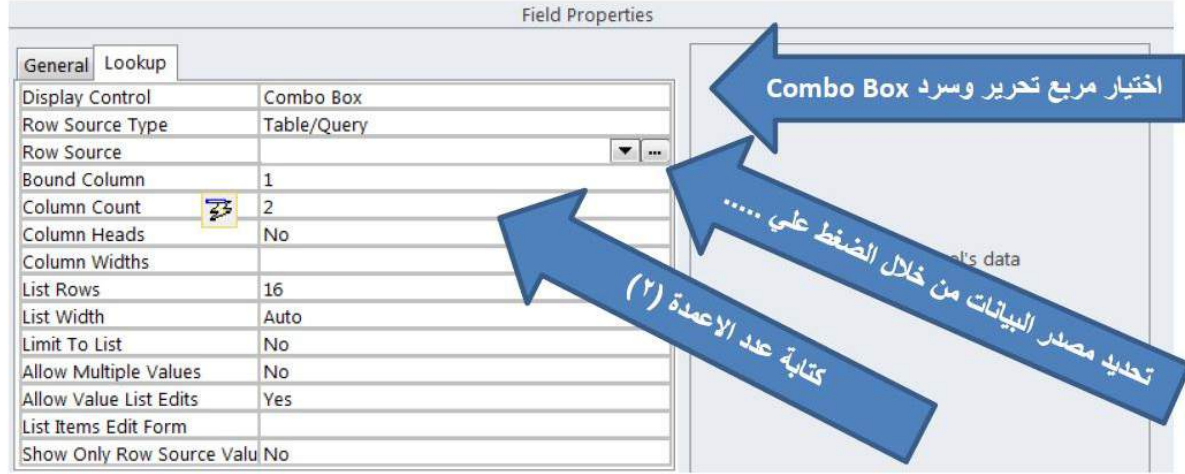 Field Properties
General Lookup
Display Control Combo Box
Row Source Type Table/Query
Row Source
Bound Column 1
Column Count 2
Column Heads No
Column Widths
List Rows 16
List Width Auto
Limit To List No
Allow Multiple Values No
Allow Value List Edits Yes
List Items Edit Form
Show Only Row Source Valu No
اختيار مربع تحرير وسرد Combo Box
تحديد مصدر البيانات من خلال الضغط علي .....
كتابة عدد الاعمدة (٢)
data